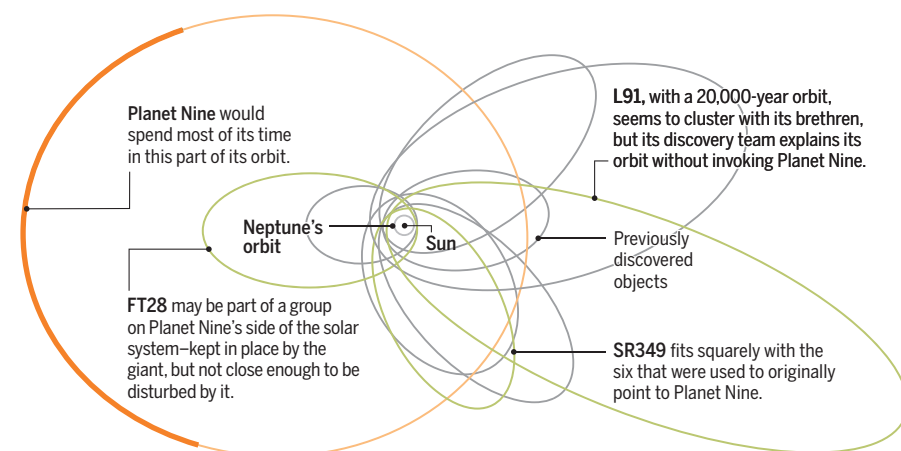 Planet Nine would
spend most of its time
in this part of its orbit.
L91, with a 20,000-year orbit,
seems to cluster with its brethren,
but its discovery team explains its
orbit without invoking Planet Nine.
Neptune’s
orbit
Sun
Previously
discovered
objects
FT28 may be part of a group
on Planet Nine’s side of the solar
system–kept in place by the
giant, but not close enough to be
disturbed by it.
SR349 fits squarely with the
six that were used to originally
point to Planet Nine.